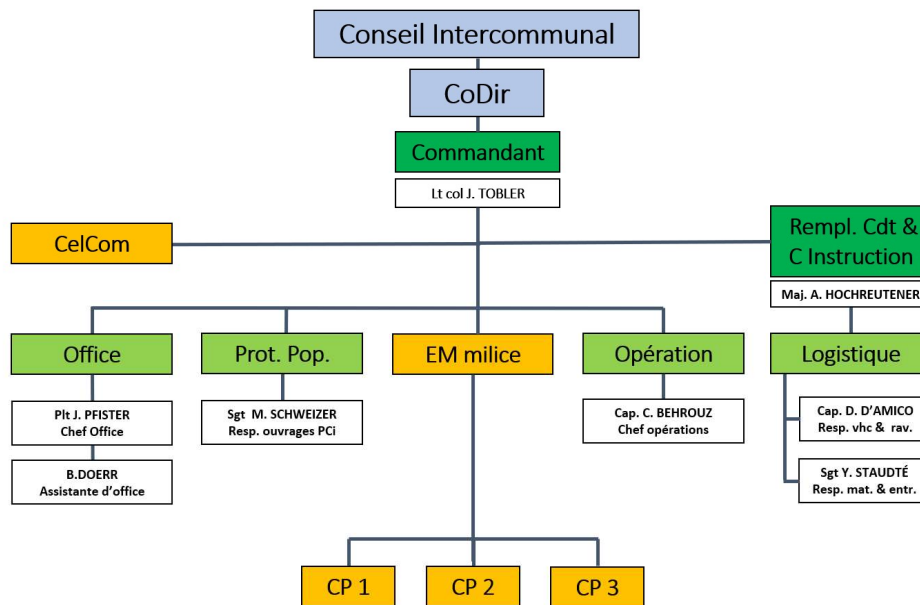 Conseil Intercommunal
CoDir
Commandant
Lt col J. TOBLER
CelCom
Rempl. Cdt &
C Instruction
Maj. A. HOCHREUTENER
Office
Prot. Pop.
EM milice
Opération
Logistique
Plt J. PFISTER
Chef Office
Sgt M. SCHWEIZER
Resp. ouvrages PCi
Cap. C. BEHROUZ
Chef opérations
Cap. D. D'AMICO
Resp. vhc & rav.
B.DOERR
Assistante d'office
Sgt Y. STAUDTÉ
Resp. mat. & entr.
CP 1
CP 2
CP 3